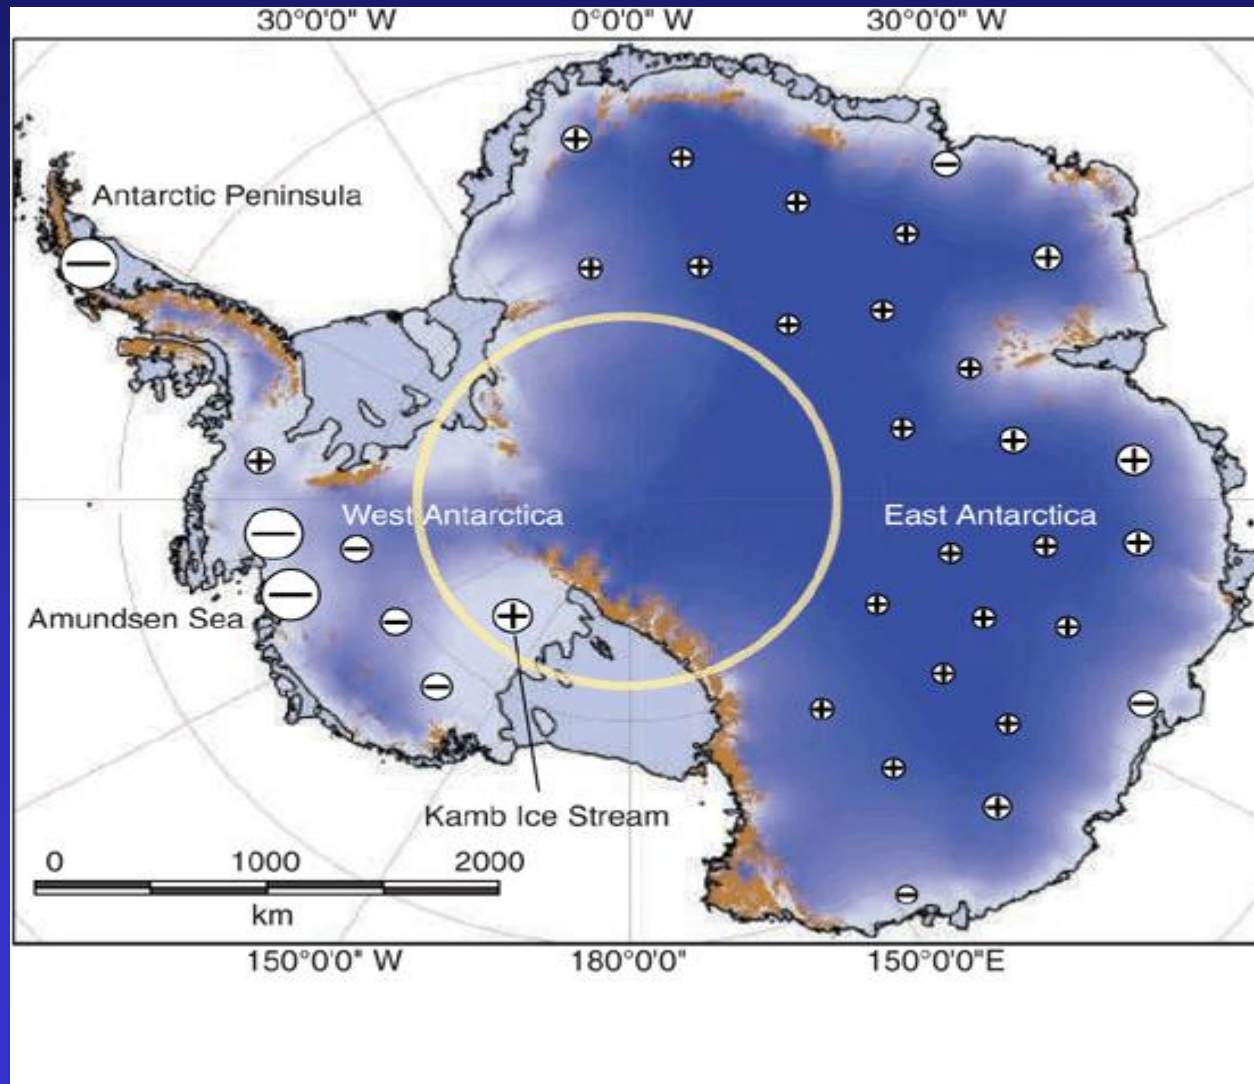 30°0'0" W 0°0'0" W 30°0'0" W
Antarctic Peninsula
West Antarctica
East Antarctica
Amundsen Sea
Kamb Ice Stream
0 1000 2000
km
150°0'0" W 180°0'0" 150°0'0"E